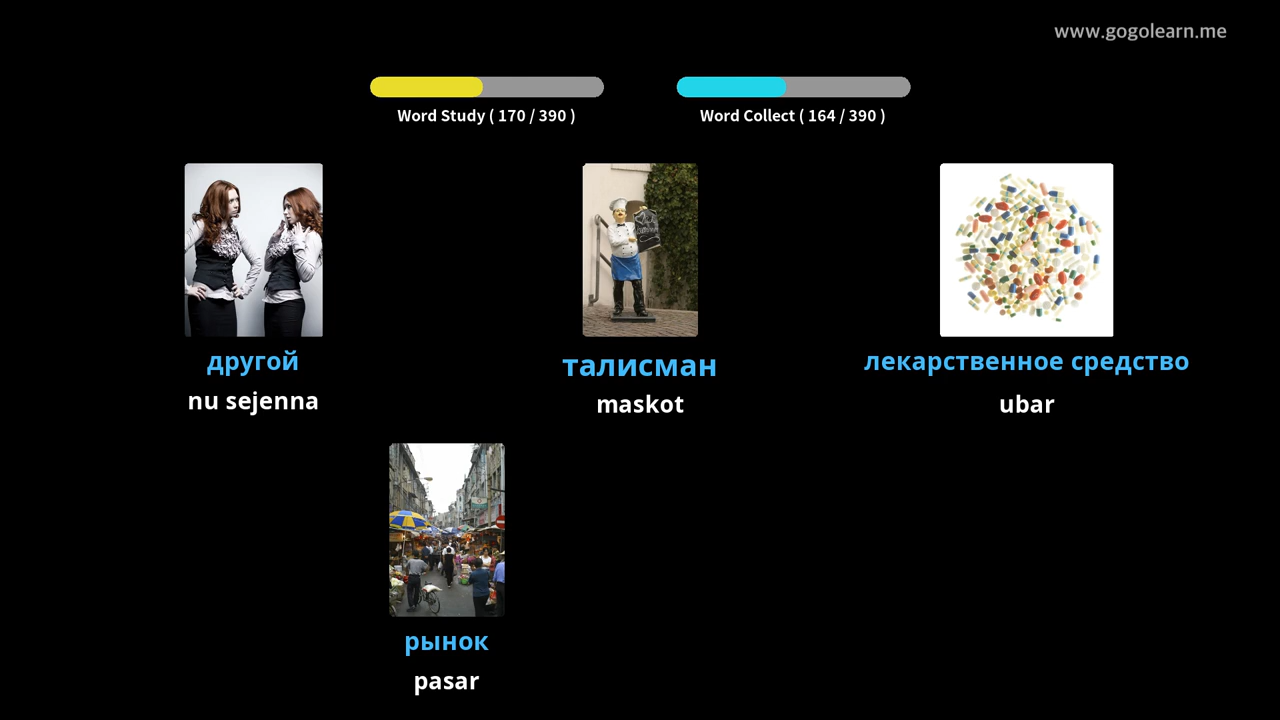 www.gogolearn.me
Word Study ( 170 / 390 )
Word Collect ( 164 / 390 )
другой
nu sejenna
талисман
maskot
лекарственное средство
ubar
рынок
pasar